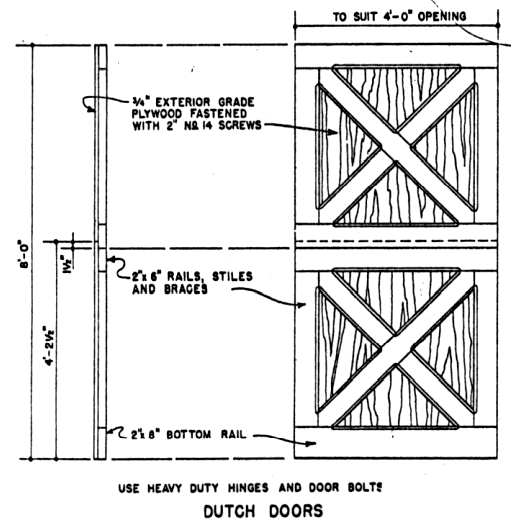 TO SUIT 4'-0" OPENING
3/4" EXTERIOR GRADE
PLYWOOD FASTENED
WITH 2" No 14 SCREWS
8'-0"
1½"
4'-2½"
2"x 6" RAILS, STILES
AND BRACES
2"x 8" BOTTOM RAIL
USE HEAVY DUTY HINGES AND DOOR BOLTS
DUTCH DOORS